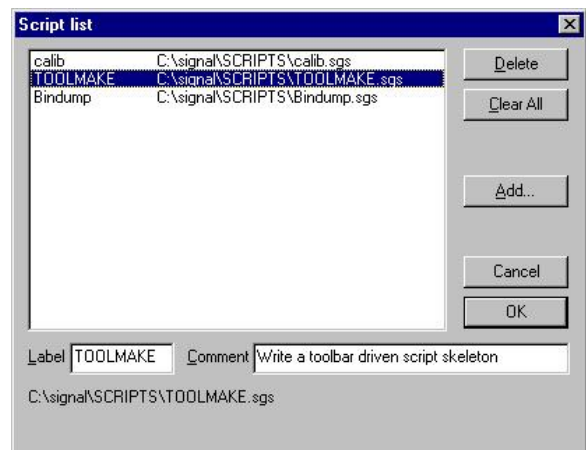 Script list
calib C:\signal\SCRIPTS\calib.sgs
TOOLMAKE C:\signal\SCRIPTS\TOOLMAKE.sgs
Bindump C:\signal\SCRIPTS\Bindump.sgs
Delete
Clear All
Add...
Cancel
OK
Label TOOLMAKE Comment Write a toolbar driven script skeleton
C:\signal\SCRIPTS\TOOLMAKE.sgs